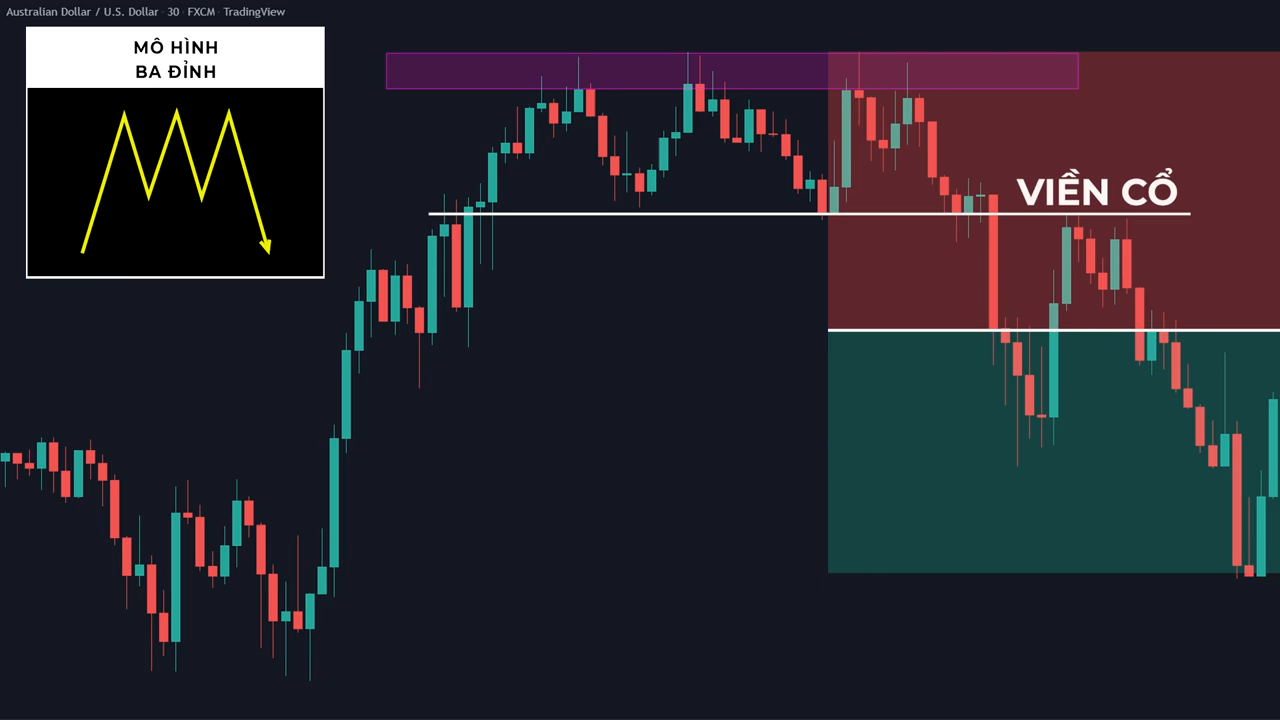 Australian Dollar / U.S. Dollar · 30 · FXCM · TradingView
MÔ HÌNH
BA ĐỈNH
VIỀN CỔ